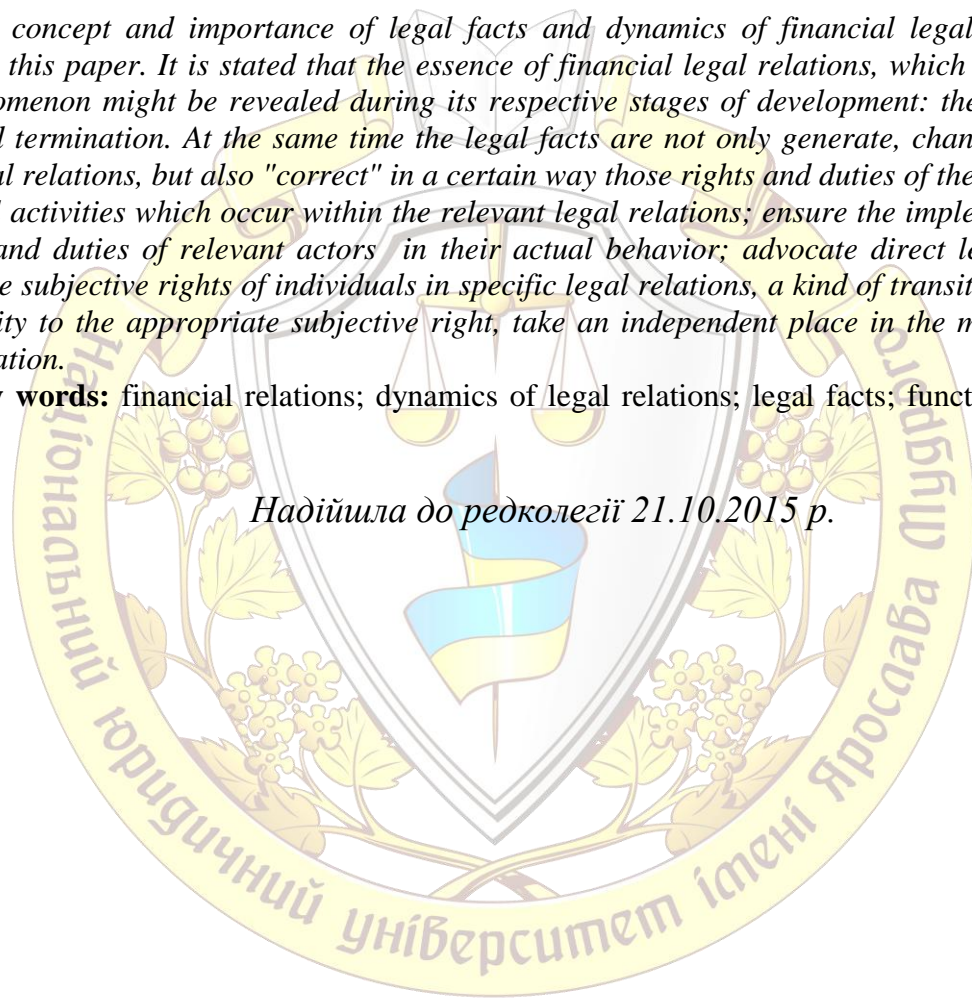 concept and importance of legal facts and dynamics of financial legal
this paper. It is stated that the essence of financial legal relations, which
omenon might be revealed during its respective stages of development: the
d termination. At the same time the legal facts are not only generate, chan
al relations, but also "correct" in a certain way those rights and duties of the
l activities which occur within the relevant legal relations; ensure the imple
and duties of relevant actors in their actual behavior; advocate direct le
e subjective rights of individuals in specific legal relations, a kind of transit
ity to the appropriate subjective right, take an independent place in the m
ation.
y words: financial relations; dynamics of legal relations; legal facts; funct
Надійшла до редколегії 21.10.2015 р.
Національний юридичний університет імені Ярослава Мудрого